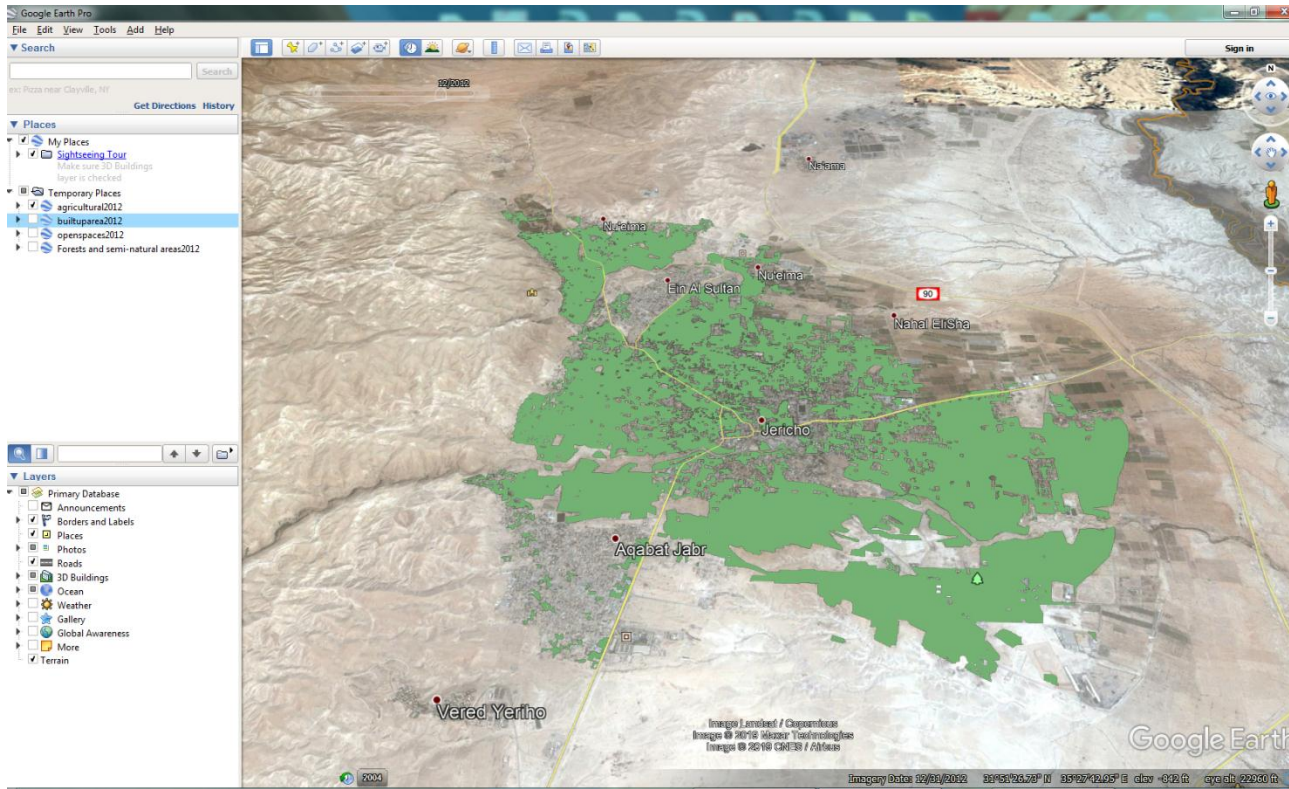 Google Earth Pro
File Edit View Tools Add Help
Search
Search
ex: Pizza near Clayville, NY
Get Directions History
Places
My Places
Sightseeing Tour
Make sure 3D Buildings
layer is checked
Temporary Places
agricultural2012
builtuparea2012
openspaces2012
Forests and semi-natural areas2012
Layers
Primary Database
Announcements
Borders and Labels
Places
Photos
Roads
3D Buildings
Ocean
Weather
Gallery
Global Awareness
More
Terrain
Sign in
12/2012
N
Na'ama
Nu'eima
Nu'eima
Ein Al Sultan
90
Nahal EliSha
Jericho
Aqabat Jabr
Vered Yeriho
Image Landsat / Copernicus
Image © 2019 Maxar Technologies
Image © 2019 CNES / Airbus
Google Earth
2004
Imagery Date: 12/31/2012 31°51'26.73" N 35°27'42.95" E elev -842 ft eye alt 22960 ft